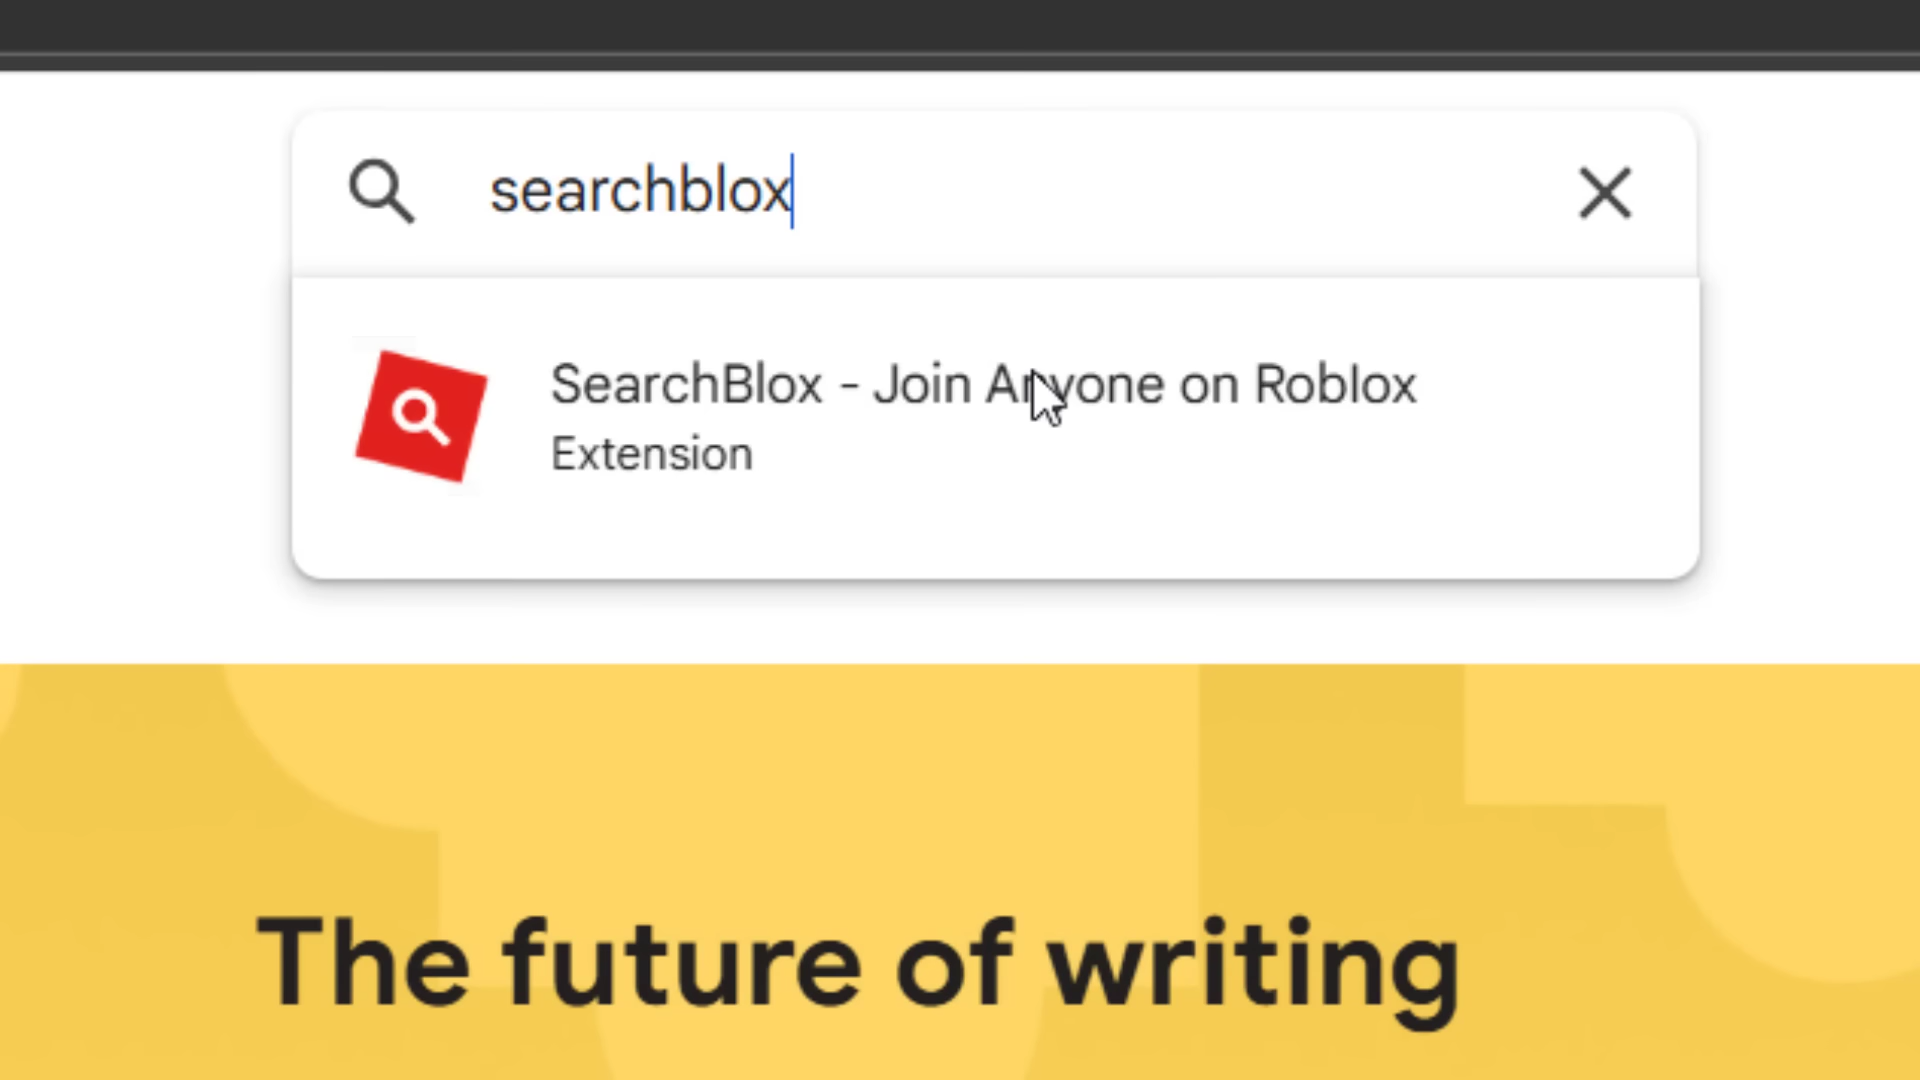 searchblox
SearchBlox - Join Anyone on Roblox
Extension
The future of writing